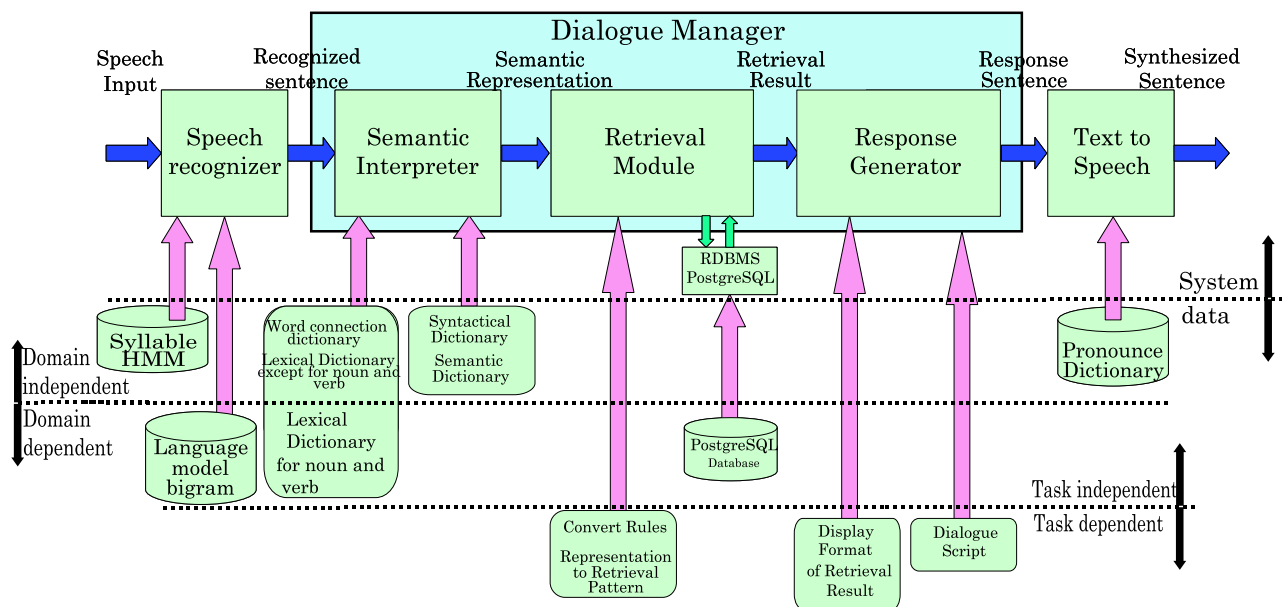 Dialogue Manager
Speech
Input
Recognized
sentence
Semantic
Representation
Retrieval
Result
Response
Sentence
Synthesized
Sentence
Speech
recognizer
Semantic
Interpreter
Retrieval
Module
Response
Generator
Text to
Speech
RDBMS
PostgreSQL
System
data
Syllable
HMM
Word connection
dictionary
Lexical Dictionary
except for noun and
verb
Lexical
Dictionary
for noun and
verb
Syntactical
Dictionary
Semantic
Dictionary
Pronounce
Dictionary
Domain
independent
Domain
dependent
Language
model
bigram
PostgreSQL
Database
Task independent
Task dependent
Convert Rules
Representation
to Retrieval
Pattern
Display
Format
of Retrieval
Result
Dialogue
Script